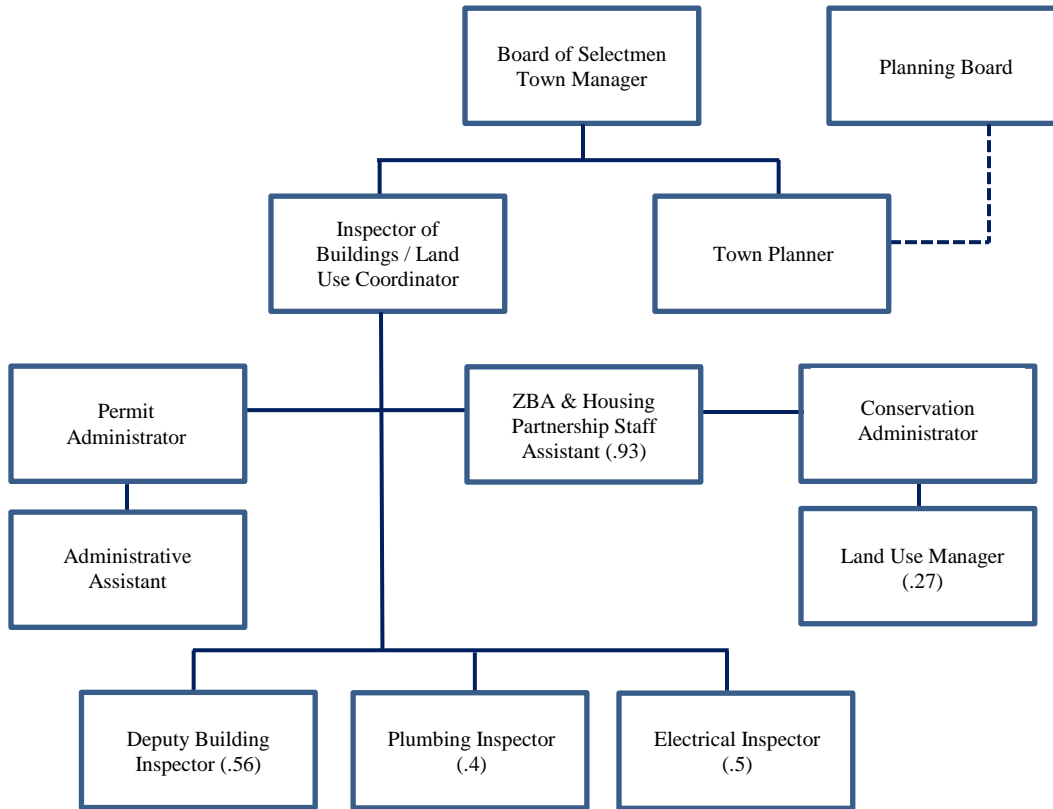 Board of Selectmen
Town Manager
Planning Board
Inspector of
Buildings / Land
Use Coordinator
Town Planner
Permit
Administrator
ZBA & Housing
Partnership Staff
Assistant (.93)
Conservation
Administrator
Administrative
Assistant
Land Use Manager
(.27)
Deputy Building
Inspector (.56)
Plumbing Inspector
(.4)
Electrical Inspector
(.5)